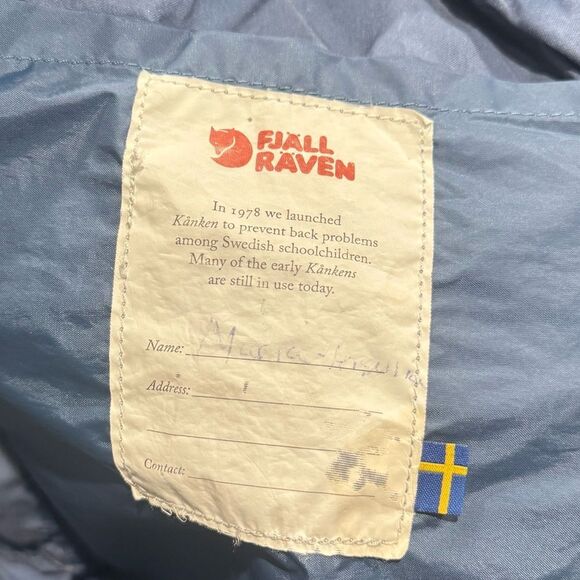 FJÄLL
RÄVEN
In 1978 we launched
Kånken to prevent back problems
among Swedish schoolchildren.
Many of the early Kånkens
are still in use today.
Name:
Address:
Contact: